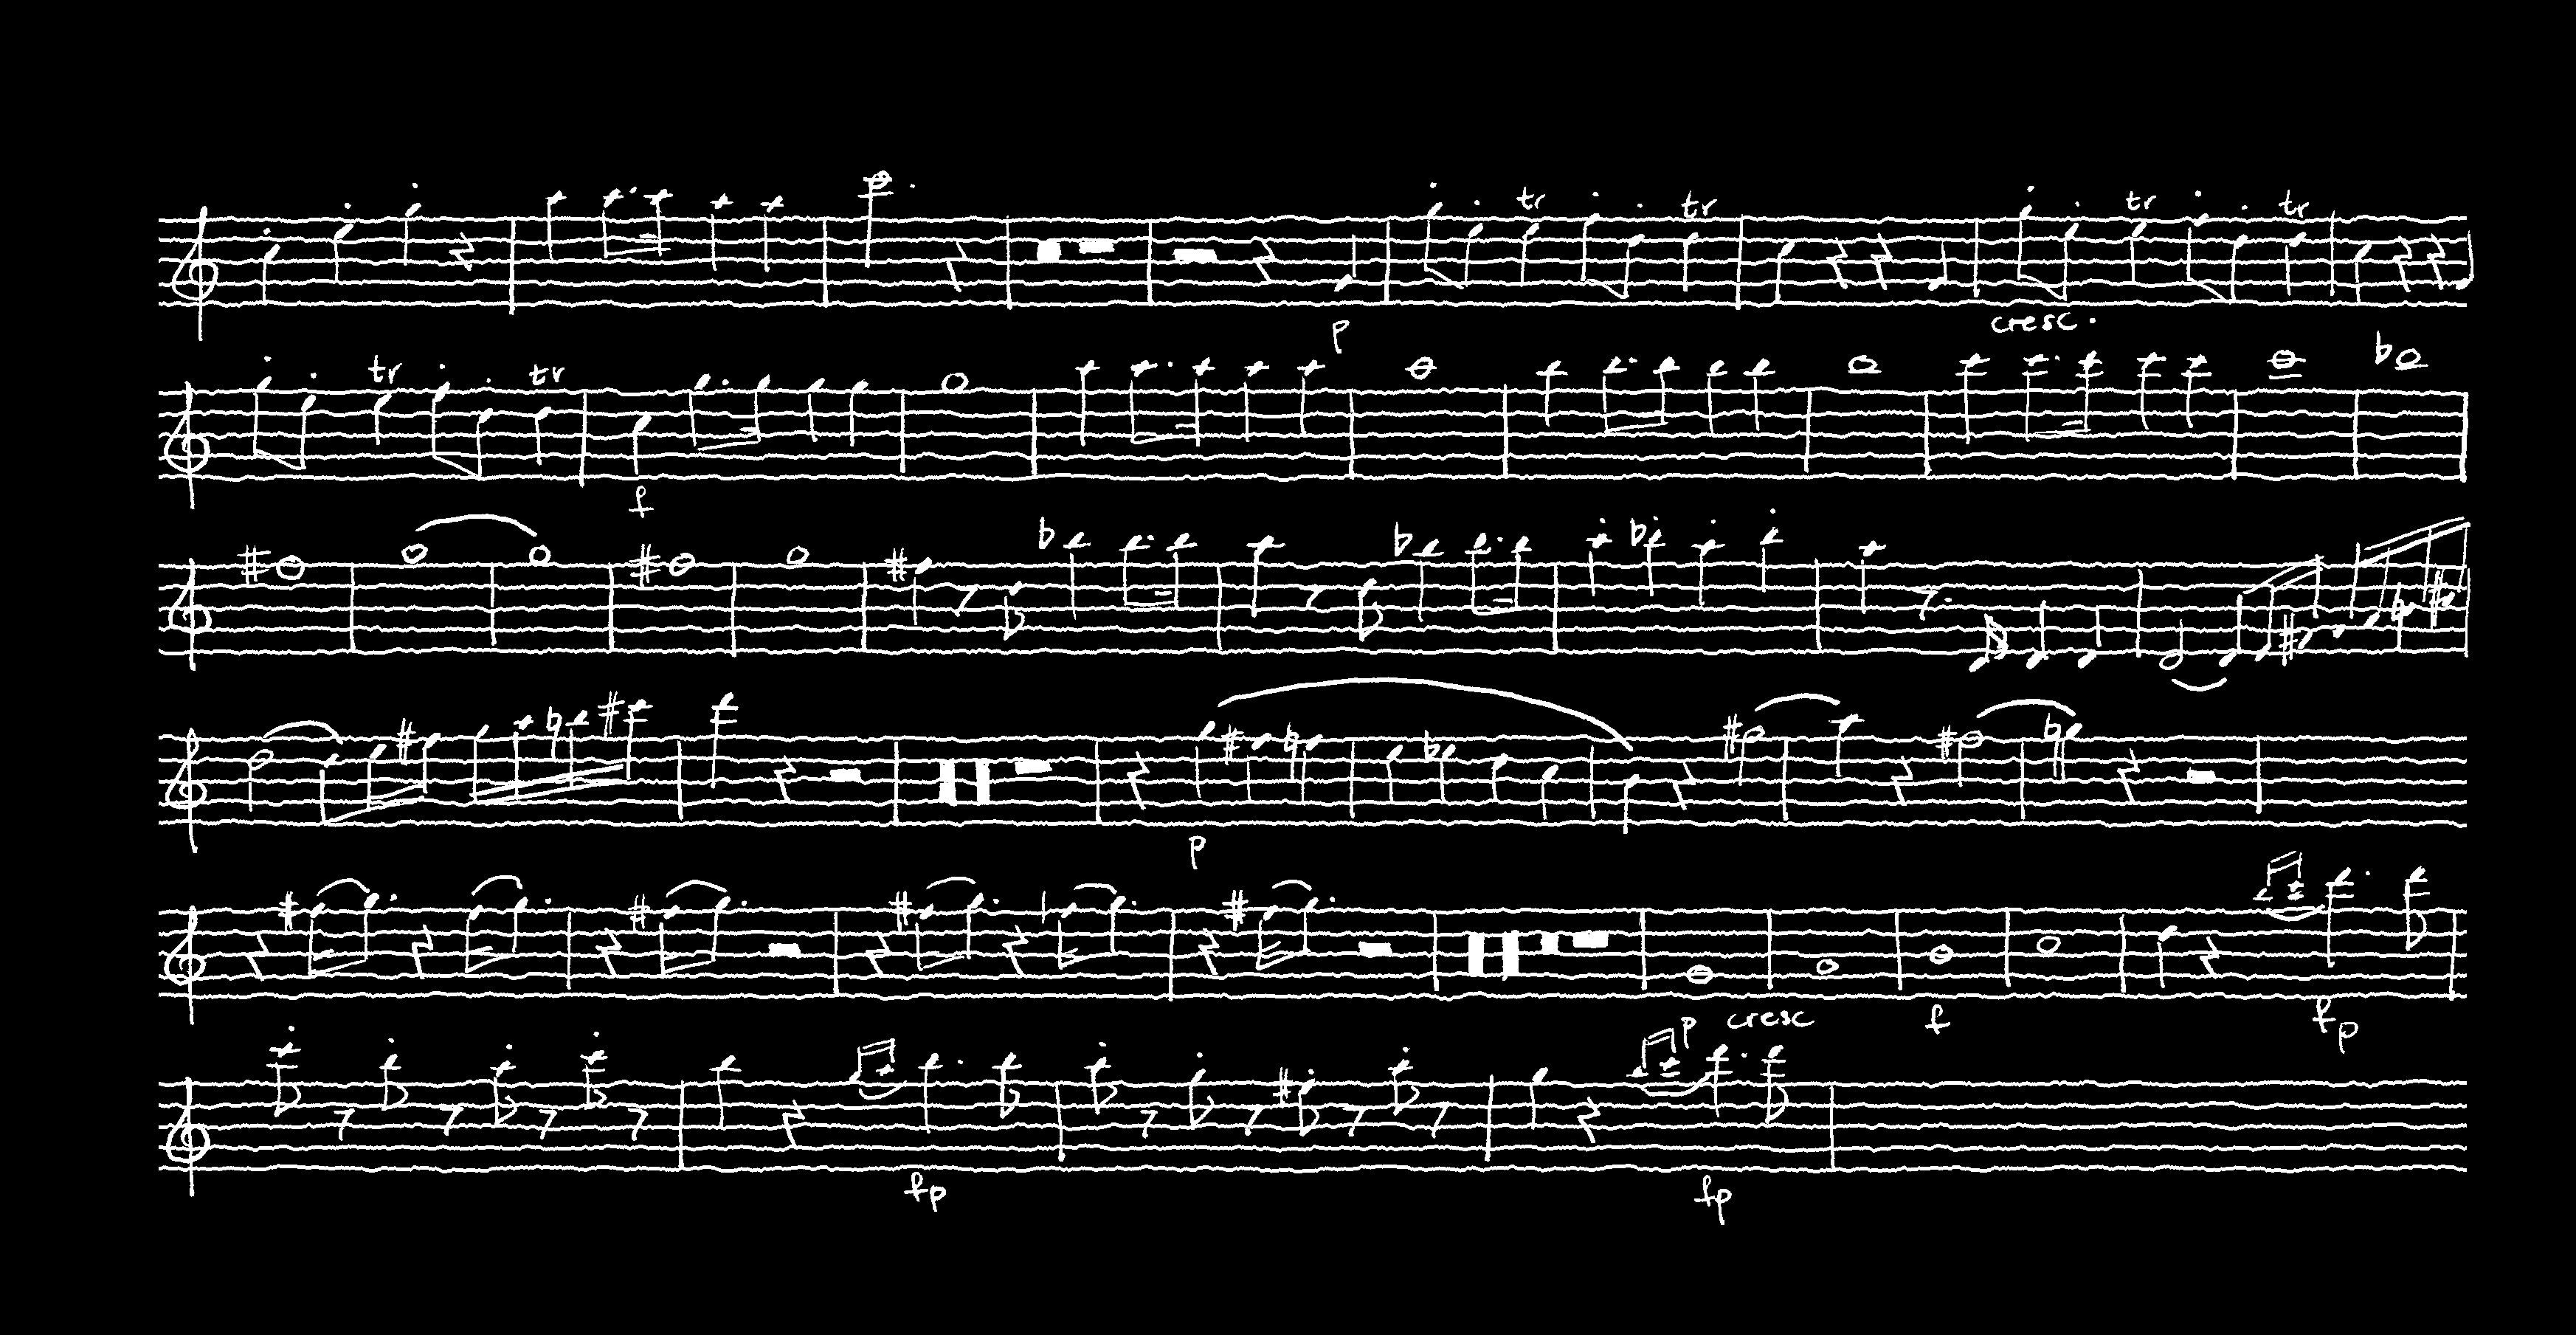 tr tr tr tr
p cresc.
tr tr
f
p
p cresc f fp
fp fp